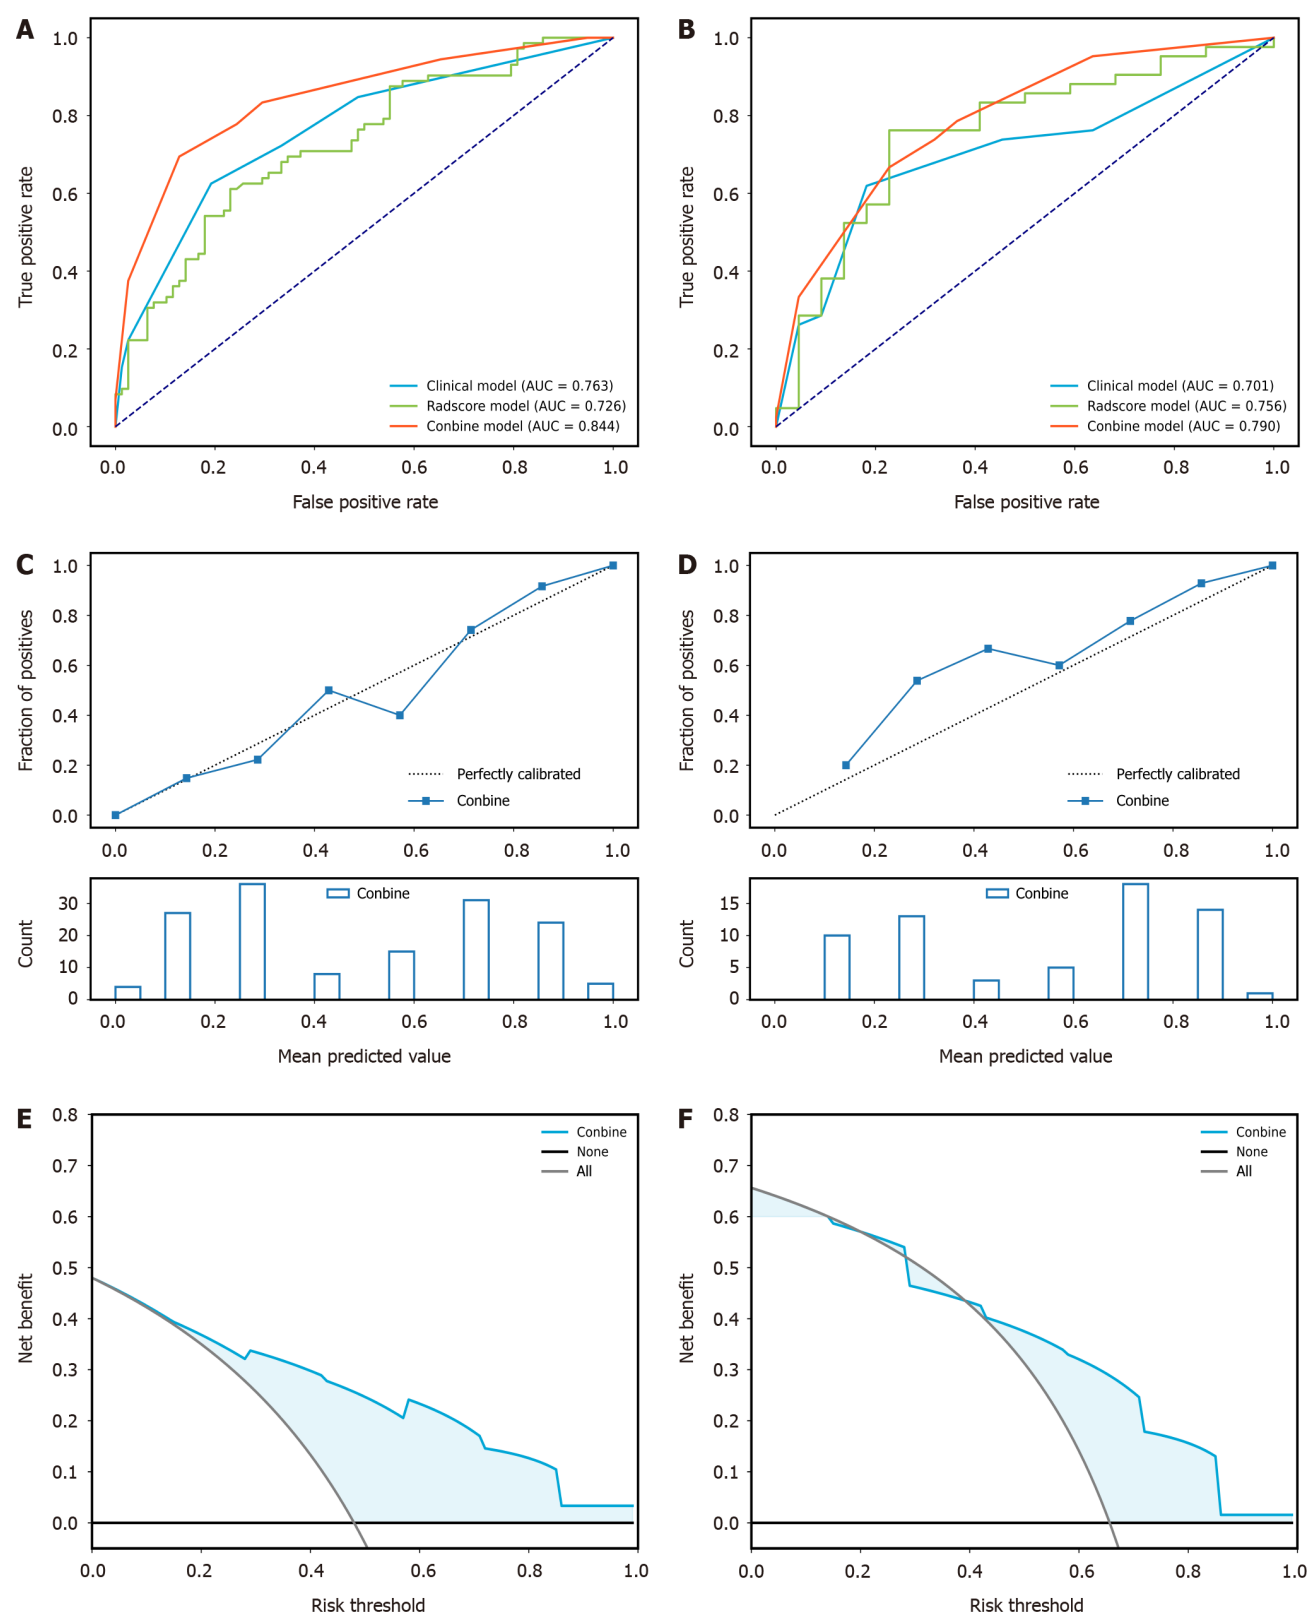 A
1.0
0.8
0.6
0.4
0.2
0.0
True positive rate
Clinical model (AUC = 0.763)
Radscore model (AUC = 0.726)
Conbine model (AUC = 0.844)
0.0 0.2 0.4 0.6 0.8 1.0
False positive rate
B
1.0
0.8
0.6
0.4
0.2
0.0
True positive rate
Clinical model (AUC = 0.701)
Radscore model (AUC = 0.756)
Conbine model (AUC = 0.790)
0.0 0.2 0.4 0.6 0.8 1.0
False positive rate
C
1.0
0.8
0.6
0.4
0.2
0.0
Fraction of positives
Perfectly calibrated
Conbine
0.0 0.2 0.4 0.6 0.8 1.0
30
20
10
0
Count
Conbine
0.0 0.2 0.4 0.6 0.8 1.0
Mean predicted value
D
1.0
0.8
0.6
0.4
0.2
0.0
Fraction of positives
Perfectly calibrated
Conbine
0.0 0.2 0.4 0.6 0.8 1.0
15
10
5
0
Count
Conbine
0.0 0.2 0.4 0.6 0.8 1.0
Mean predicted value
E
0.8
0.7
0.6
0.5
0.4
0.3
0.2
0.1
0.0
Net benefit
Conbine
None
All
0.0 0.2 0.4 0.6 0.8 1.0
Risk threshold
F
0.8
0.7
0.6
0.5
0.4
0.3
0.2
0.1
0.0
Net benefit
Conbine
None
All
0.0 0.2 0.4 0.6 0.8 1.0
Risk threshold